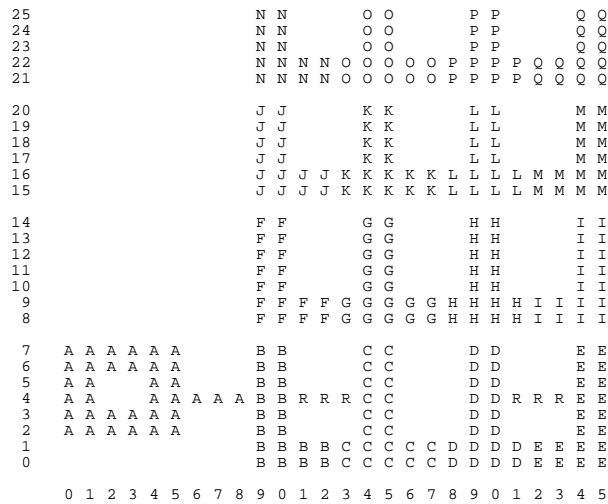 25 N N O O P P Q Q
24 N N O O P P Q Q
23 N N O O P P Q Q
22 N N N N O O O O O P P P P Q Q Q Q
21 N N N N O O O O O P P P P Q Q Q Q
20 J J K K L L M M
19 J J K K L L M M
18 J J K K L L M M
17 J J K K L L M M
16 J J J J K K K K K L L L L M M M M
15 J J J J K K K K K L L L L M M M M
14 F F G G H H I I
13 F F G G H H I I
12 F F G G H H I I
11 F F G G H H I I
10 F F G G H H I I
9 F F F F G G G G G H H H H I I I I
8 F F F F G G G G G H H H H I I I I
7 A A A A A A B B C C D D E E
6 A A A A A A B B C C D D E E
5 A A A A B B C C D D E E
4 A A A A A A A B B R R R C C D D R R R E E
3 A A A A A A B B C C D D E E
2 A A A A A A B B C C D D E E
1 B B B B C C C C C D D D D E E E E
0 B B B B C C C C C D D D D E E E E
0 1 2 3 4 5 6 7 8 9 0 1 2 3 4 5 6 7 8 9 0 1 2 3 4 5